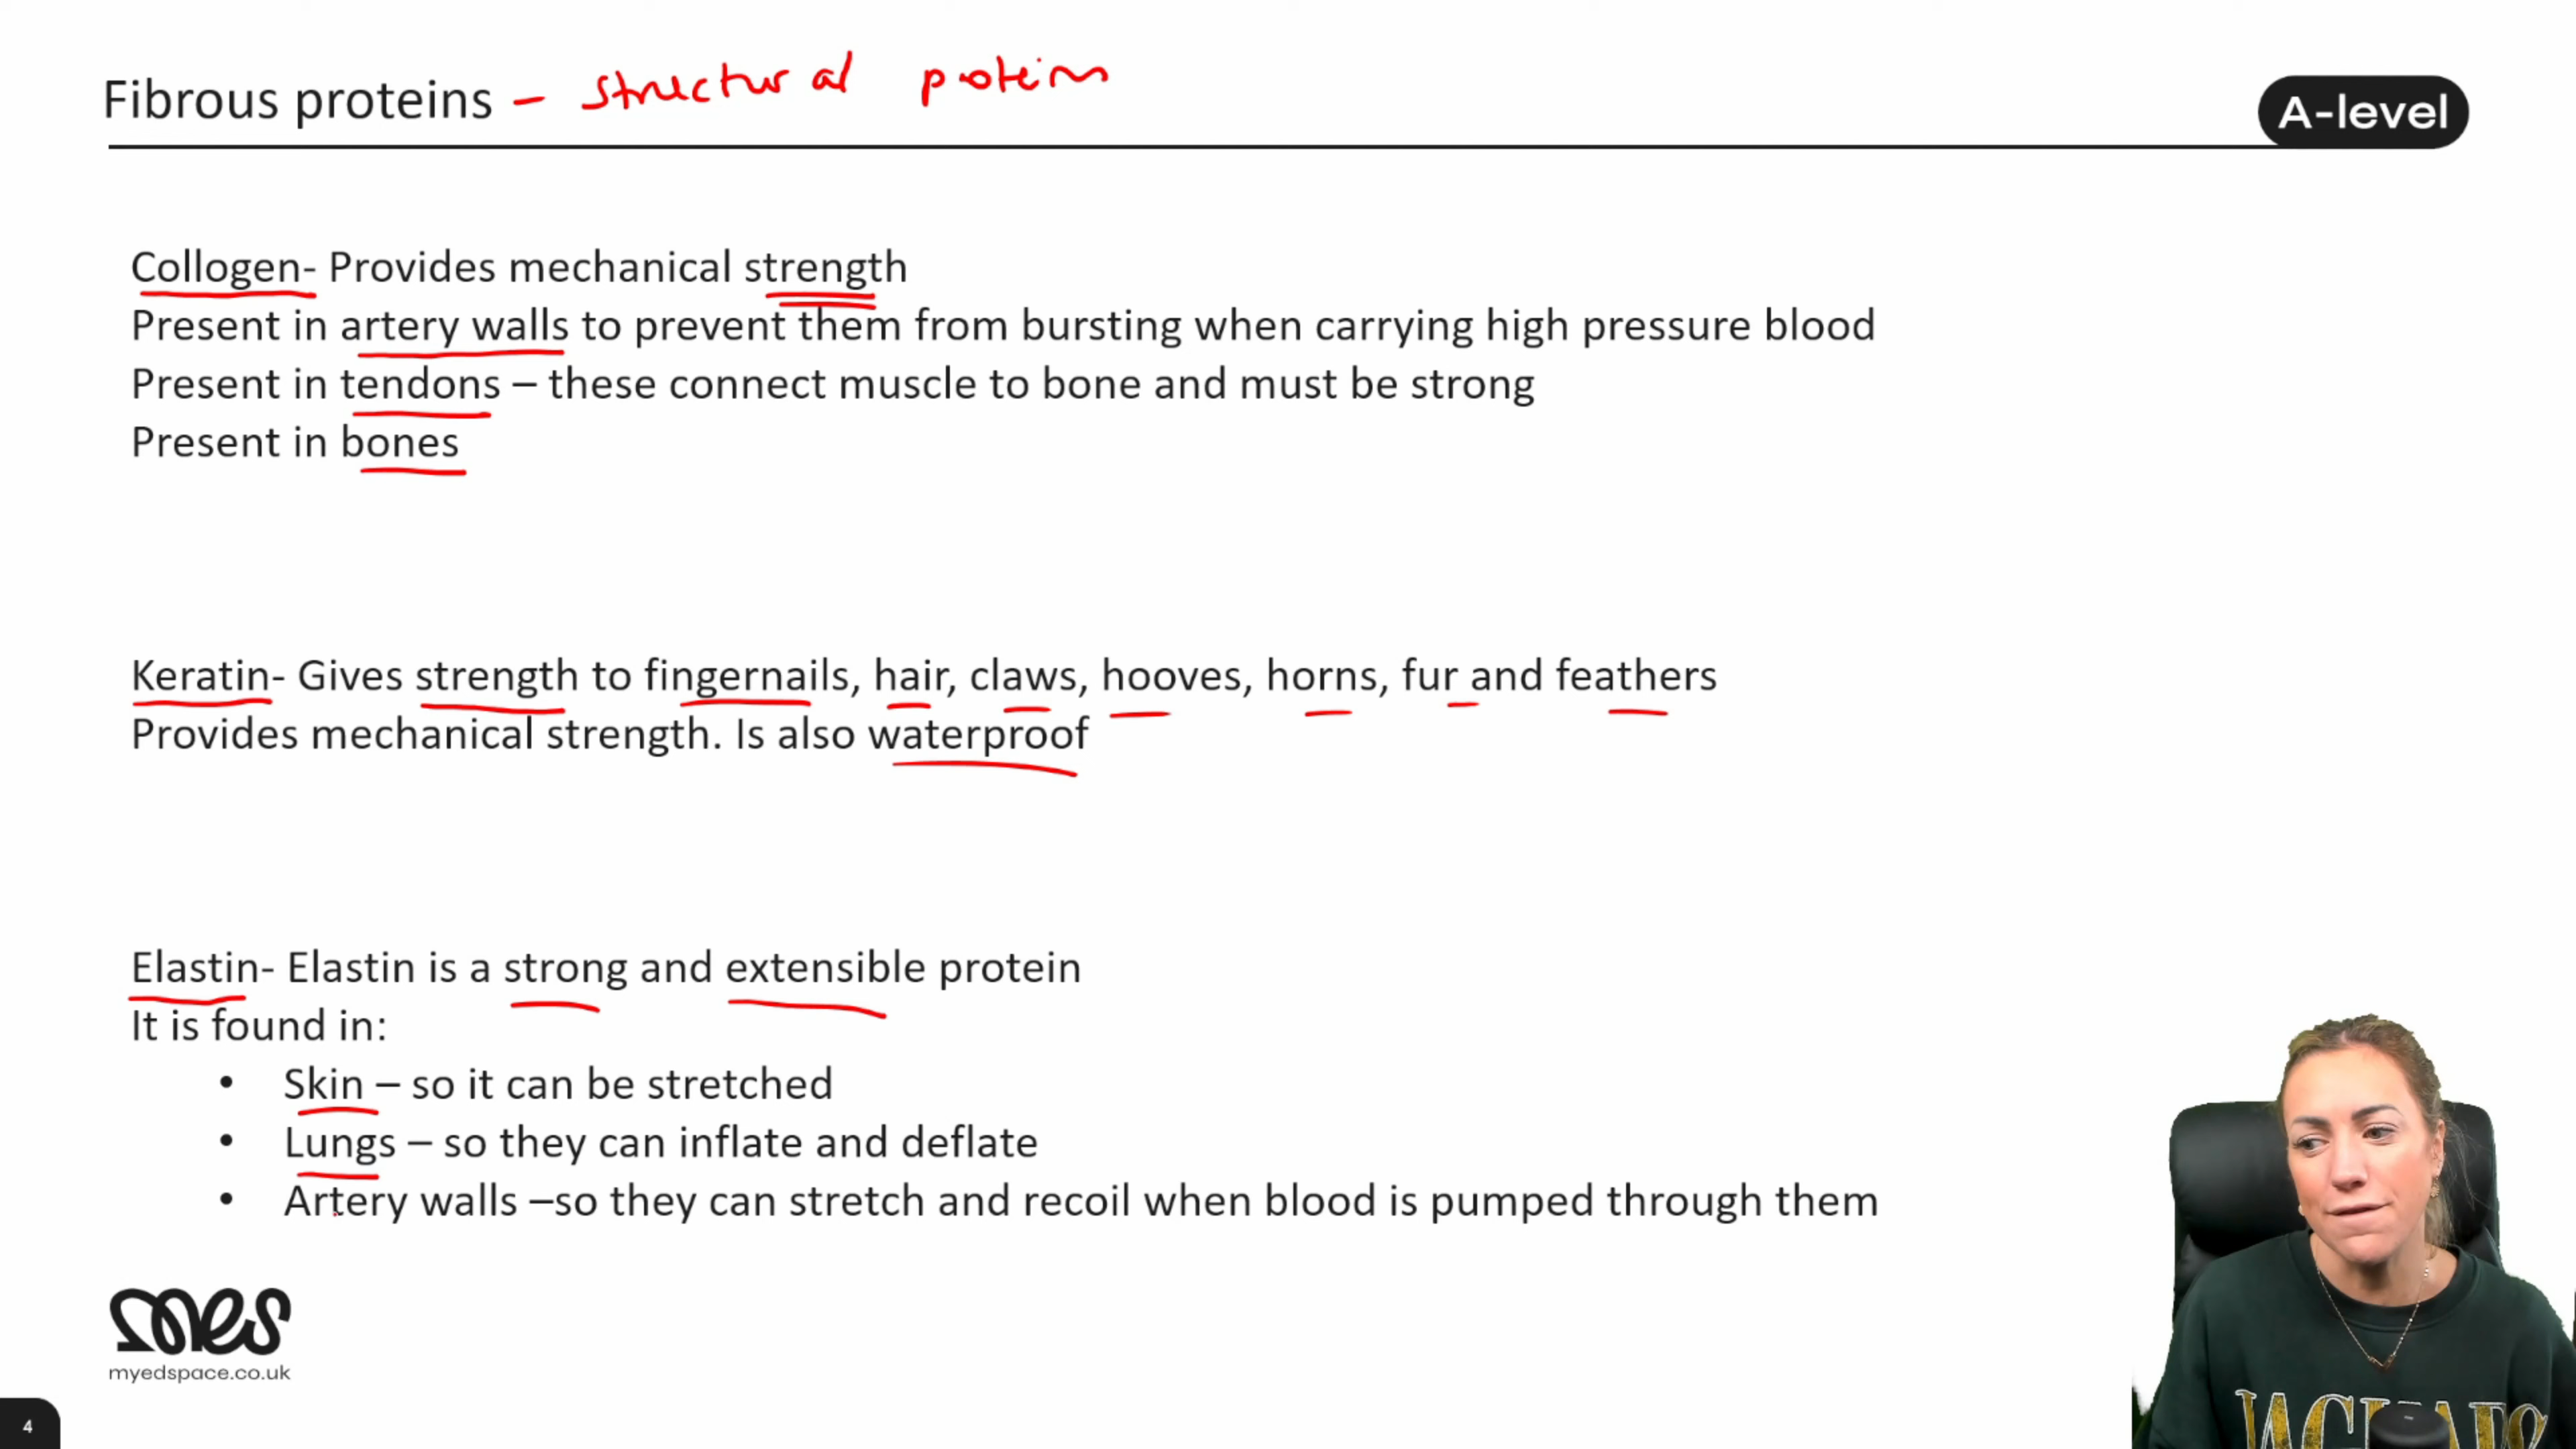 Fibrous proteins – structural proteins
A-level
Collogen- Provides mechanical strength
Present in artery walls to prevent them from bursting when carrying high pressure blood
Present in tendons – these connect muscle to bone and must be strong
Present in bones
Keratin- Gives strength to fingernails, hair, claws, hooves, horns, fur and feathers
Provides mechanical strength. Is also waterproof
Elastin- Elastin is a strong and extensible protein
It is found in:
• Skin – so it can be stretched
• Lungs – so they can inflate and deflate
• Artery walls –so they can stretch and recoil when blood is pumped through them
mes
myedspace.co.uk
4